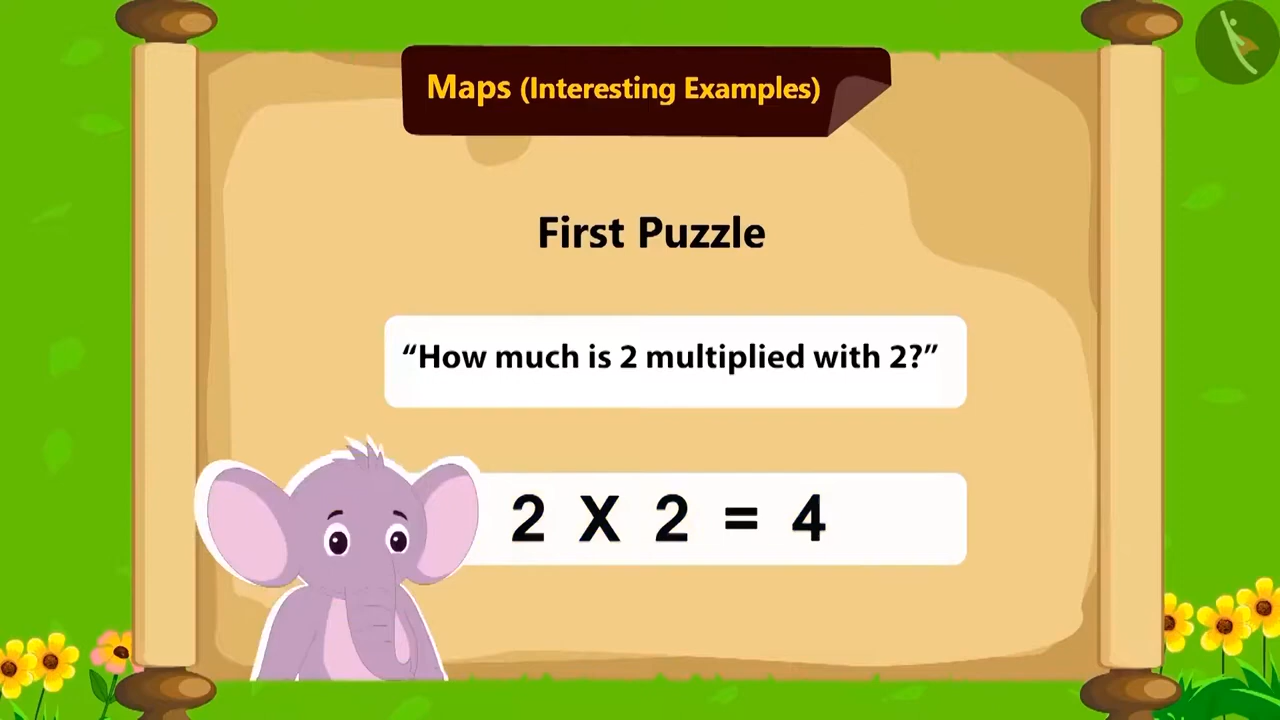 Maps (Interesting Examples)
First Puzzle
“How much is 2 multiplied with 2?”
2 X 2 = 4